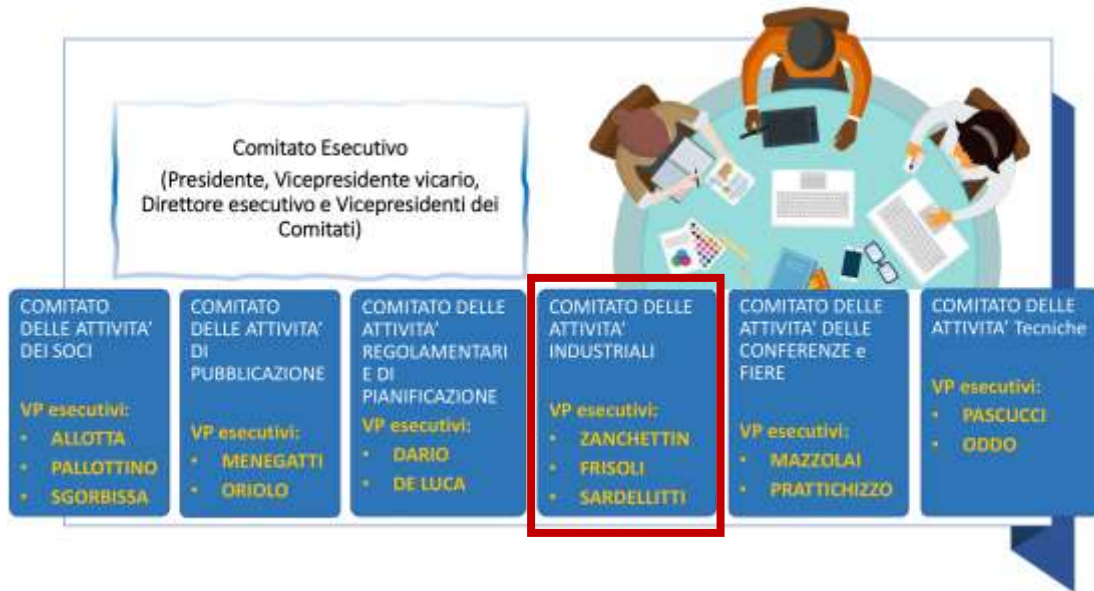 Comitato Esecutivo
(Presidente, Vicepresidente vicario,
Direttore esecutivo e Vicepresidenti dei
Comitati)
COMITATO
DELLE ATTIVITA’
DEI SOCI
VP esecutivi:
• ALLOTTA
• PALLOTTINO
• SGORBISSA
COMITATO
DELLE ATTIVITA’
DI
PUBBLICAZIONE
VP esecutivi:
• MENEGATTI
• ORIOLO
COMITATO DELLE
ATTIVITA’
REGOLAMENTARI
E DI
PIANIFICAZIONE
VP esecutivi:
• DARIO
• DE LUCA
COMITATO DELLE
ATTIVITA’
INDUSTRIALI
VP esecutivi:
• ZANCHETTIN
• FRISOLI
• SARDELLITTI
COMITATO DELLE
ATTIVITA’ DELLE
CONFERENZE e
FIERE
VP esecutivi:
• MAZZOLAI
• PRATTICHIZZO
COMITATO DELLE
ATTIVITA’ Tecniche
VP esecutivi:
• PASCUCCI
• ODDO